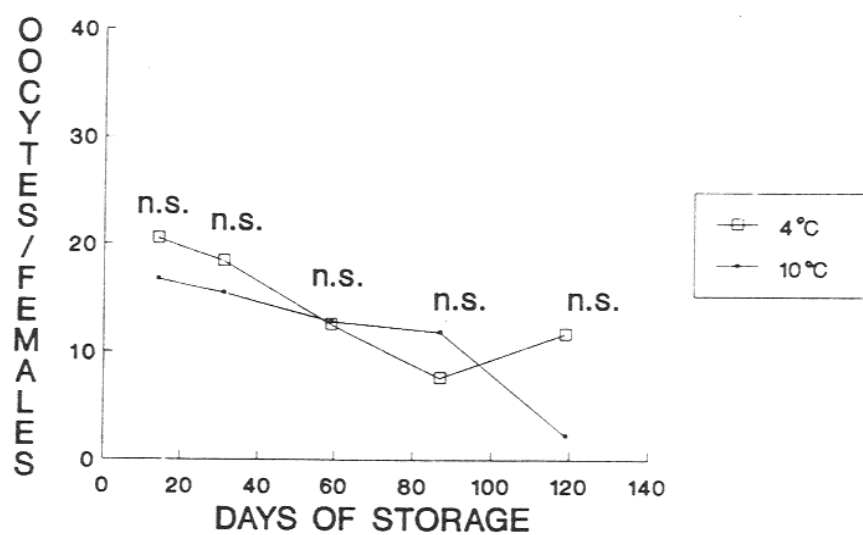 OOCYTES/FEMALES
40
30
20
10
0
n.s.
n.s.
n.s.
n.s.
n.s.
0 20 40 60 80 100 120 140
DAYS OF STORAGE
4°C
10°C